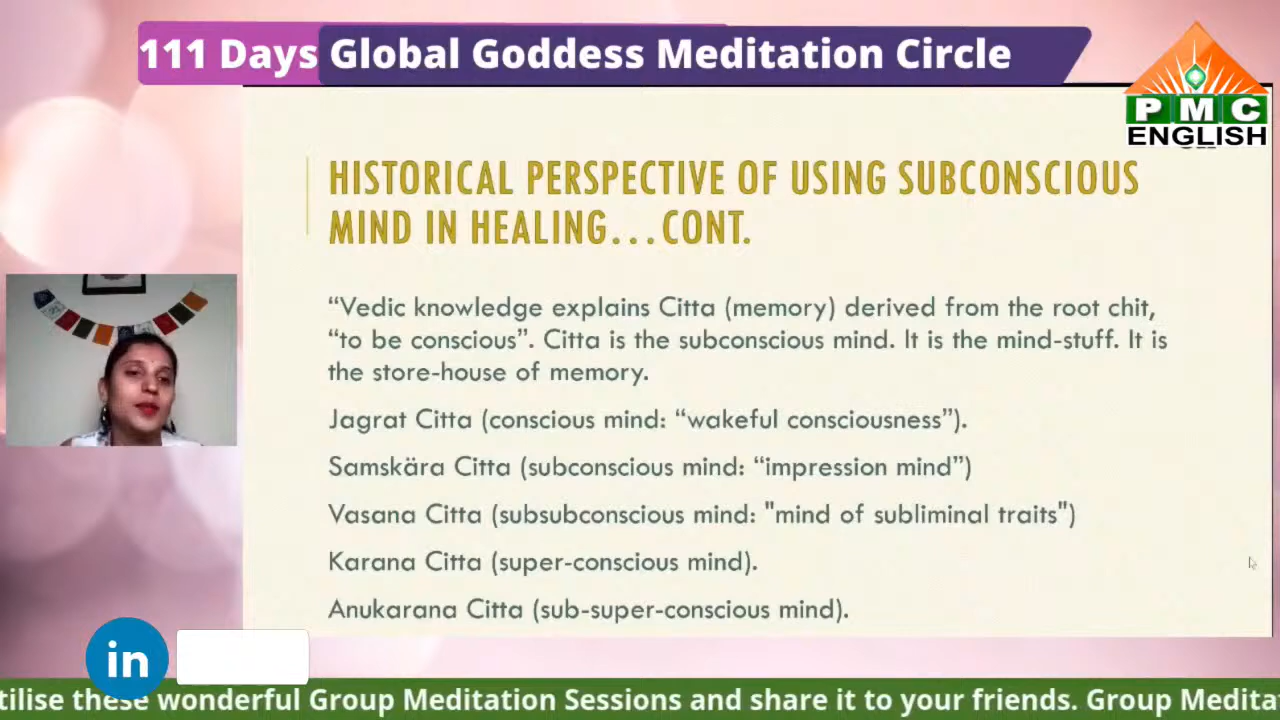 111 Days Global Goddess Meditation Circle
PMC
ENGLISH
HISTORICAL PERSPECTIVE OF USING SUBCONSCIOUS
MIND IN HEALING...CONT.
“Vedic knowledge explains Citta (memory) derived from the root chit,
“to be conscious”. Citta is the subconscious mind. It is the mind-stuff. It is
the store-house of memory.
Jagrat Citta (conscious mind: “wakeful consciousness”).
Samskära Citta (subconscious mind: “impression mind”)
Vasana Citta (subsubconscious mind: "mind of subliminal traits")
Karana Citta (super-conscious mind).
Anukarana Citta (sub-super-conscious mind).
in
tilise these wonderful Group Meditation Sessions and share it to your friends. Group Medita